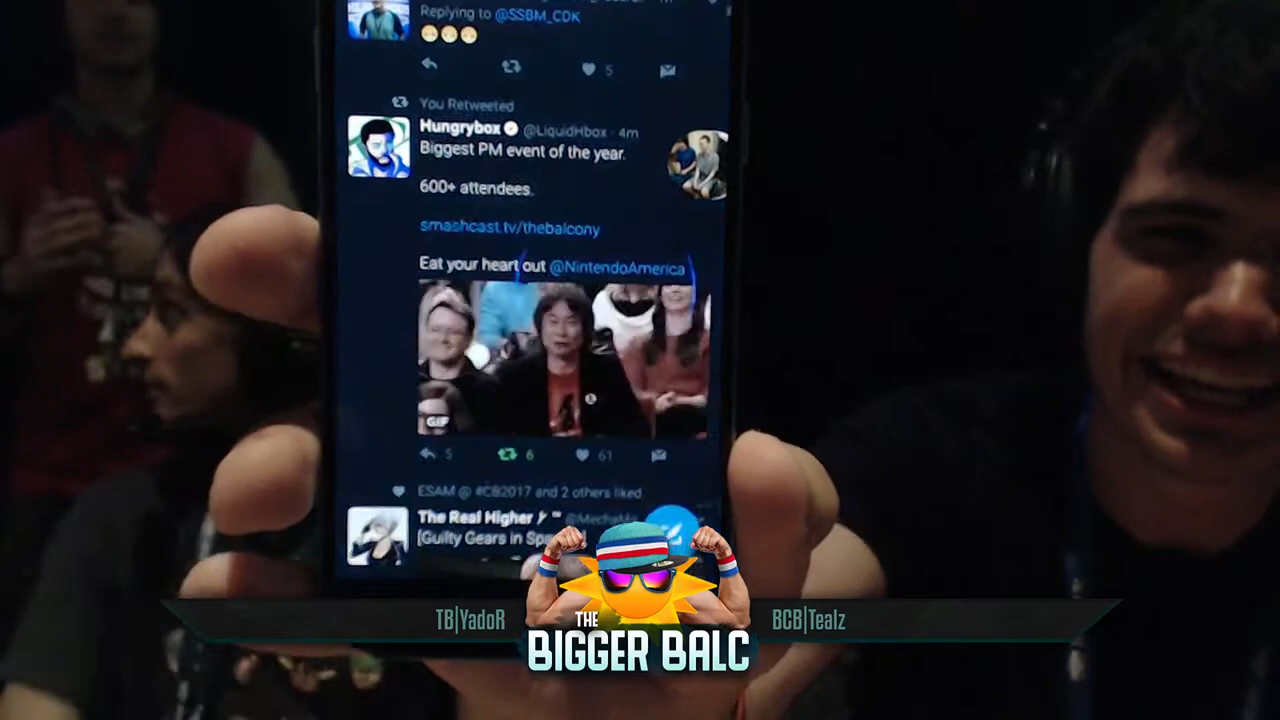 Replying to @SSBM_CDK
5
You Retweeted
Hungrybox @LiquidHbox · 4m
Biggest PM event of the year.
600+ attendees.
smashcast.tv/thebalcony
Eat your heart out @NintendoAmerica
GIF
5 6 61
ESAM @ #CB2017 and 2 others liked
The Real Higher
[Guilty Gears in
TB|YadoR
THE
BIGGER BALC
BCB|Tealz